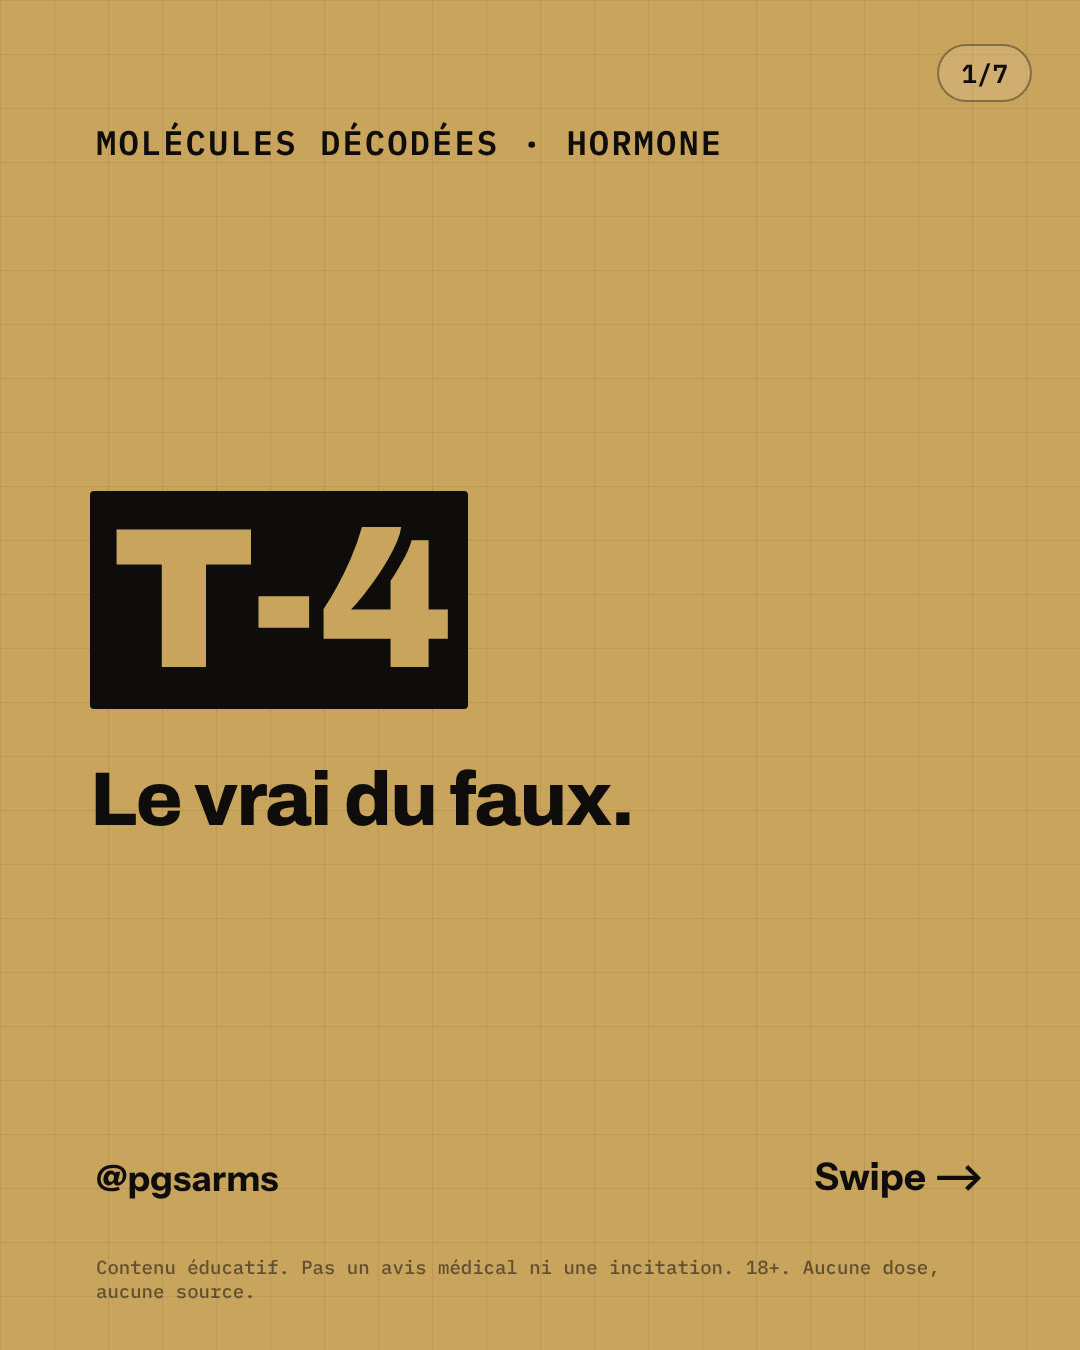 1/7
MOLÉCULES DÉCODÉES · HORMONE
T-4
Le vrai du faux.
@pgsarms
Swipe →
Contenu éducatif. Pas un avis médical ni une incitation. 18+. Aucune dose,
aucune source.